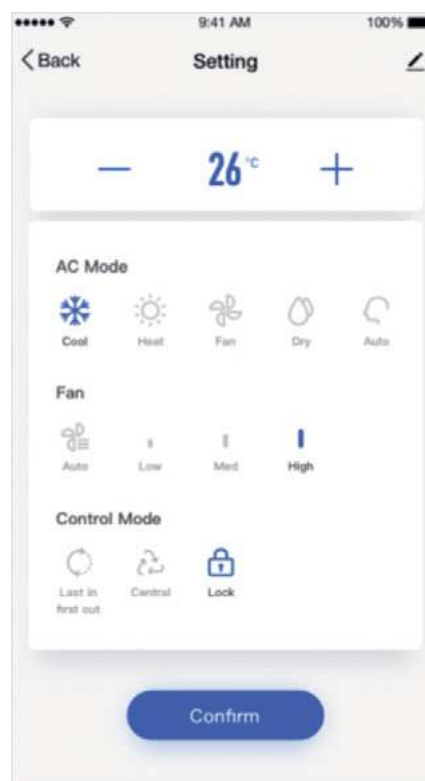 9:41 AM 100%
Back Setting
26 °C
AC Mode
Cool Heat Fan Dry Auto
Fan
Auto Low Med High
Control Mode
Last in Central Lock
first out
Confirm